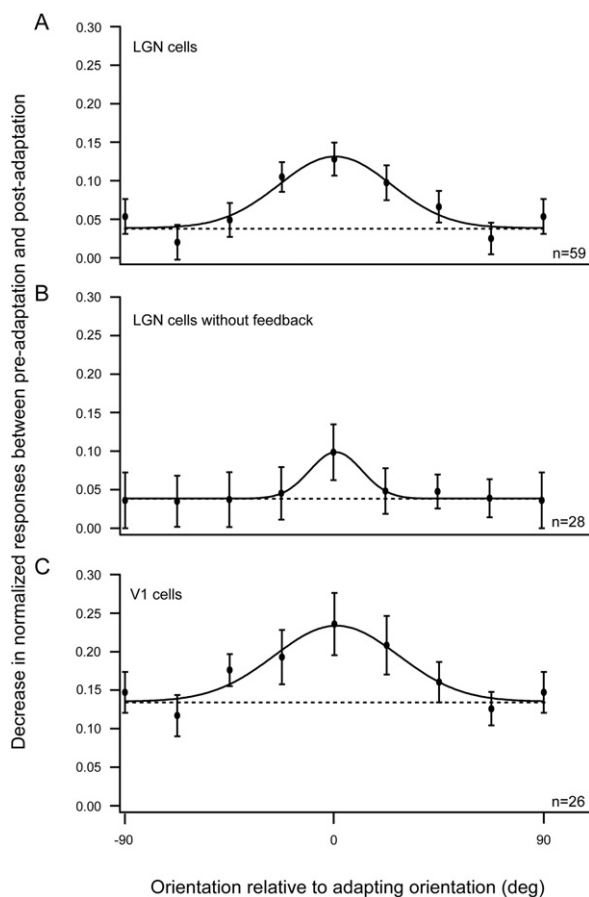 A
LGN cells
0.30
0.25
0.20
0.15
0.10
0.05
0.00
n=59
B
LGN cells without feedback
0.30
0.25
0.20
0.15
0.10
0.05
0.00
n=28
C
V1 cells
0.30
0.25
0.20
0.15
0.10
0.05
0.00
n=26
-90
0
90
Orientation relative to adapting orientation (deg)
Decrease in normalized responses between pre-adaptation and post-adaptation